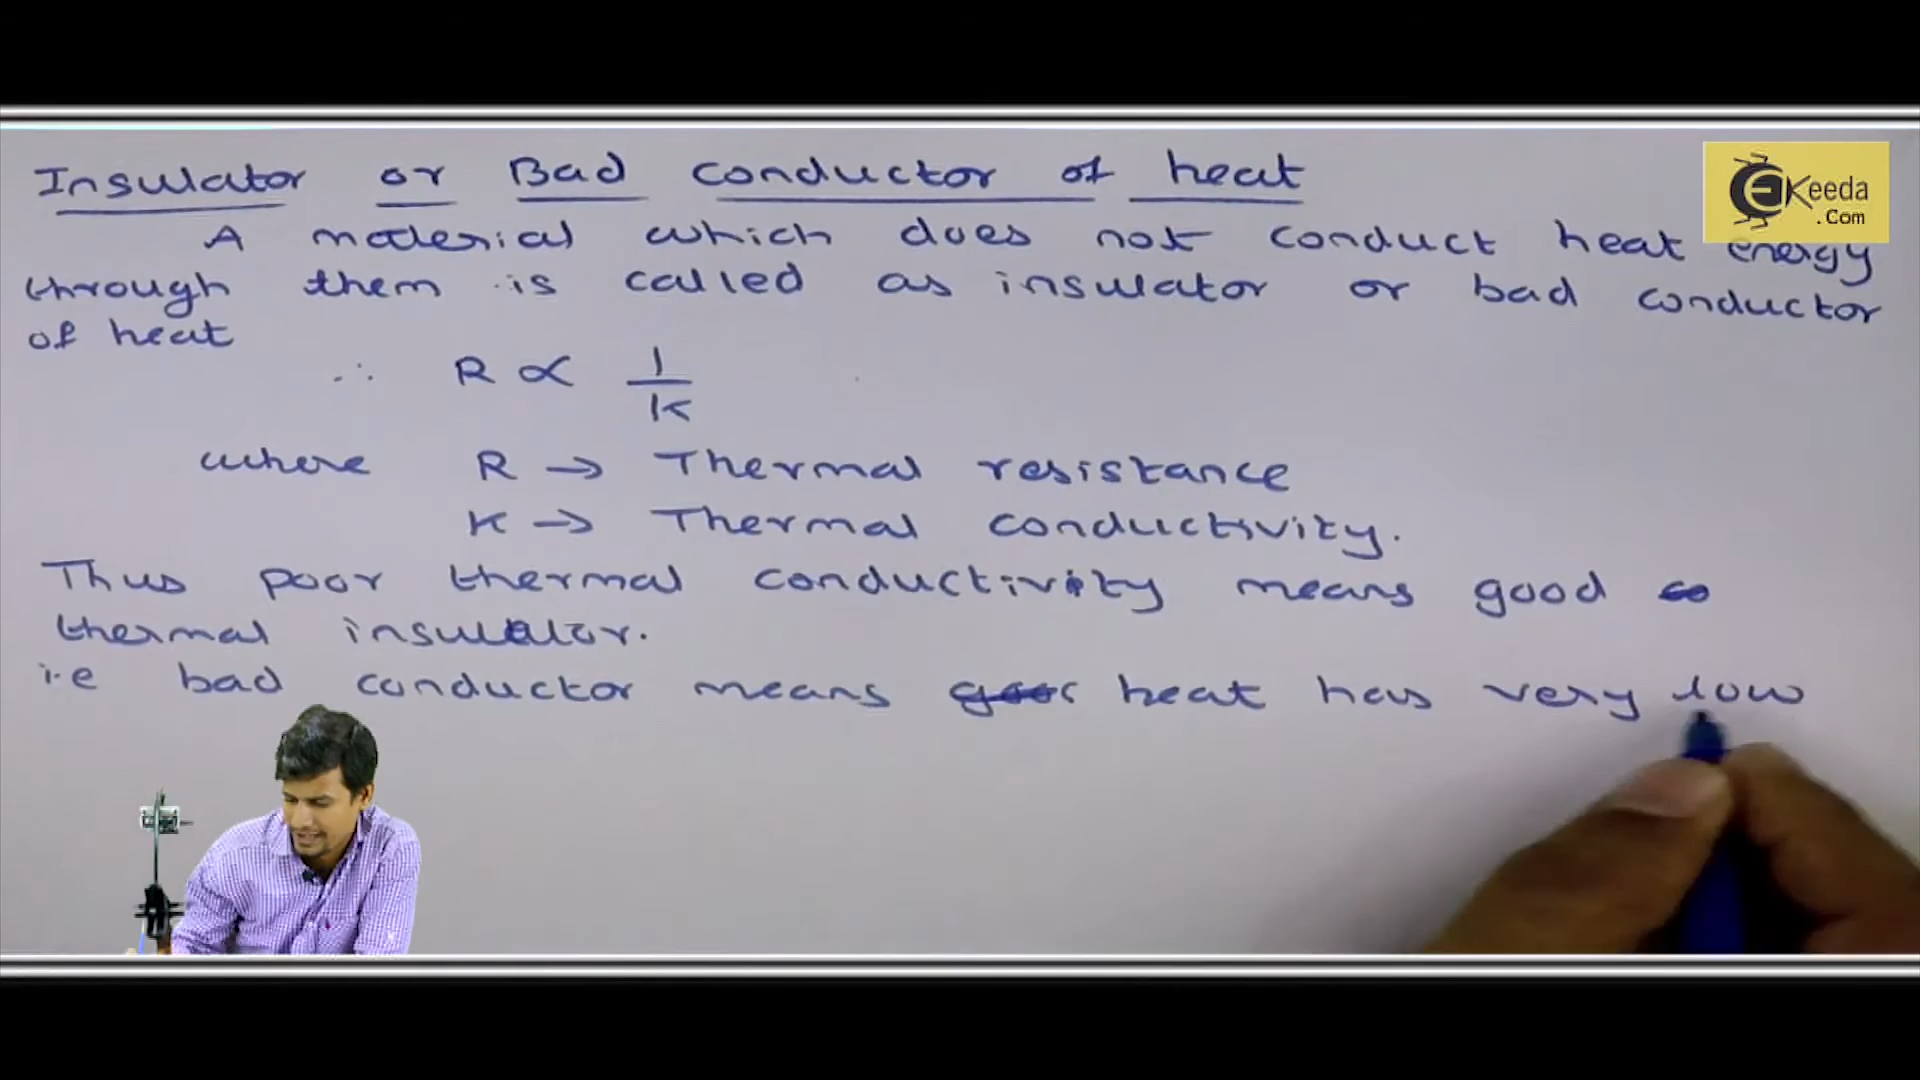 Insulator or Bad conductor of heat
EKeeda
.Com
A material which does not conduct heat energy
through them is called as insulator or bad conductor
of heat
∴ R ∝ 1/K
where R → Thermal resistance
K → Thermal conductivity.
Thus poor thermal conductivity means good
thermal insulator.
i.e bad conductor means heat has very low